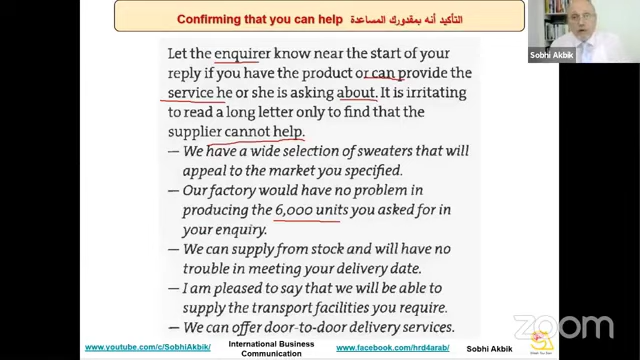 Confirming that you can help التأكيد أنه بمقدورك المساعدة
Let the enquirer know near the start of your
reply if you have the product or can provide the
service he or she is asking about. It is irritating
to read a long letter only to find that the
supplier cannot help.
— We have a wide selection of sweaters that will
appeal to the market you specified.
— Our factory would have no problem in
producing the 6,000 units you asked for in
your enquiry.
— We can supply from stock and will have no
trouble in meeting your delivery date.
— I am pleased to say that we will be able to
supply the transport facilities you require.
— We can offer door-to-door delivery services.
Sobhi Akbik
zoom
www.youtube.com/c/SobhiAkbik/
International Business
Communication
www.facebook.com/hrd4arab/
Sobhi Akbik